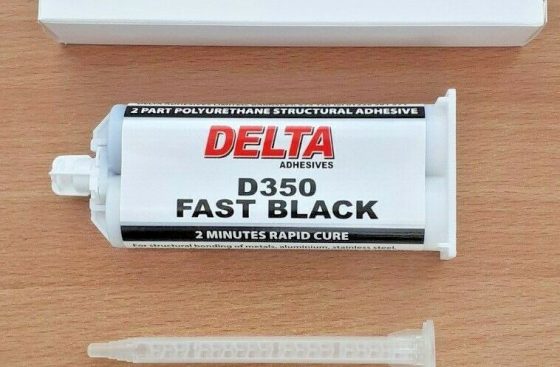 2 PART POLYURETHANE STRUCTURAL ADHESIVE
DELTA
ADHESIVES
D350
FAST BLACK
2 MINUTES RAPID CURE
For structural bonding of metals, aluminium, stainless steel,